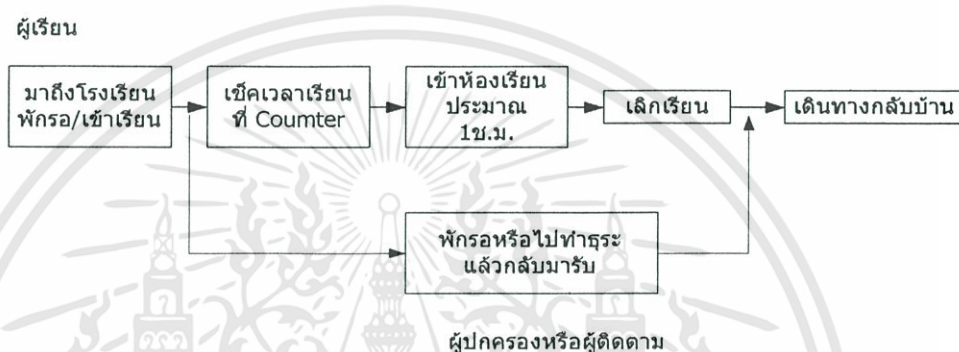 ผู้เรียน
มาถึงโรงเรียน
พักรอ/เข้าเรียน
เช็คเวลาเรียน
ที่ Coumter
เข้าห้องเรียน
ประมาณ
1ช.ม.
เลิกเรียน
เดินทางกลับบ้าน
พักรอหรือไปทำธุระ
แล้วกลับมารับ
ผู้ปกครองหรือผู้ติดตาม